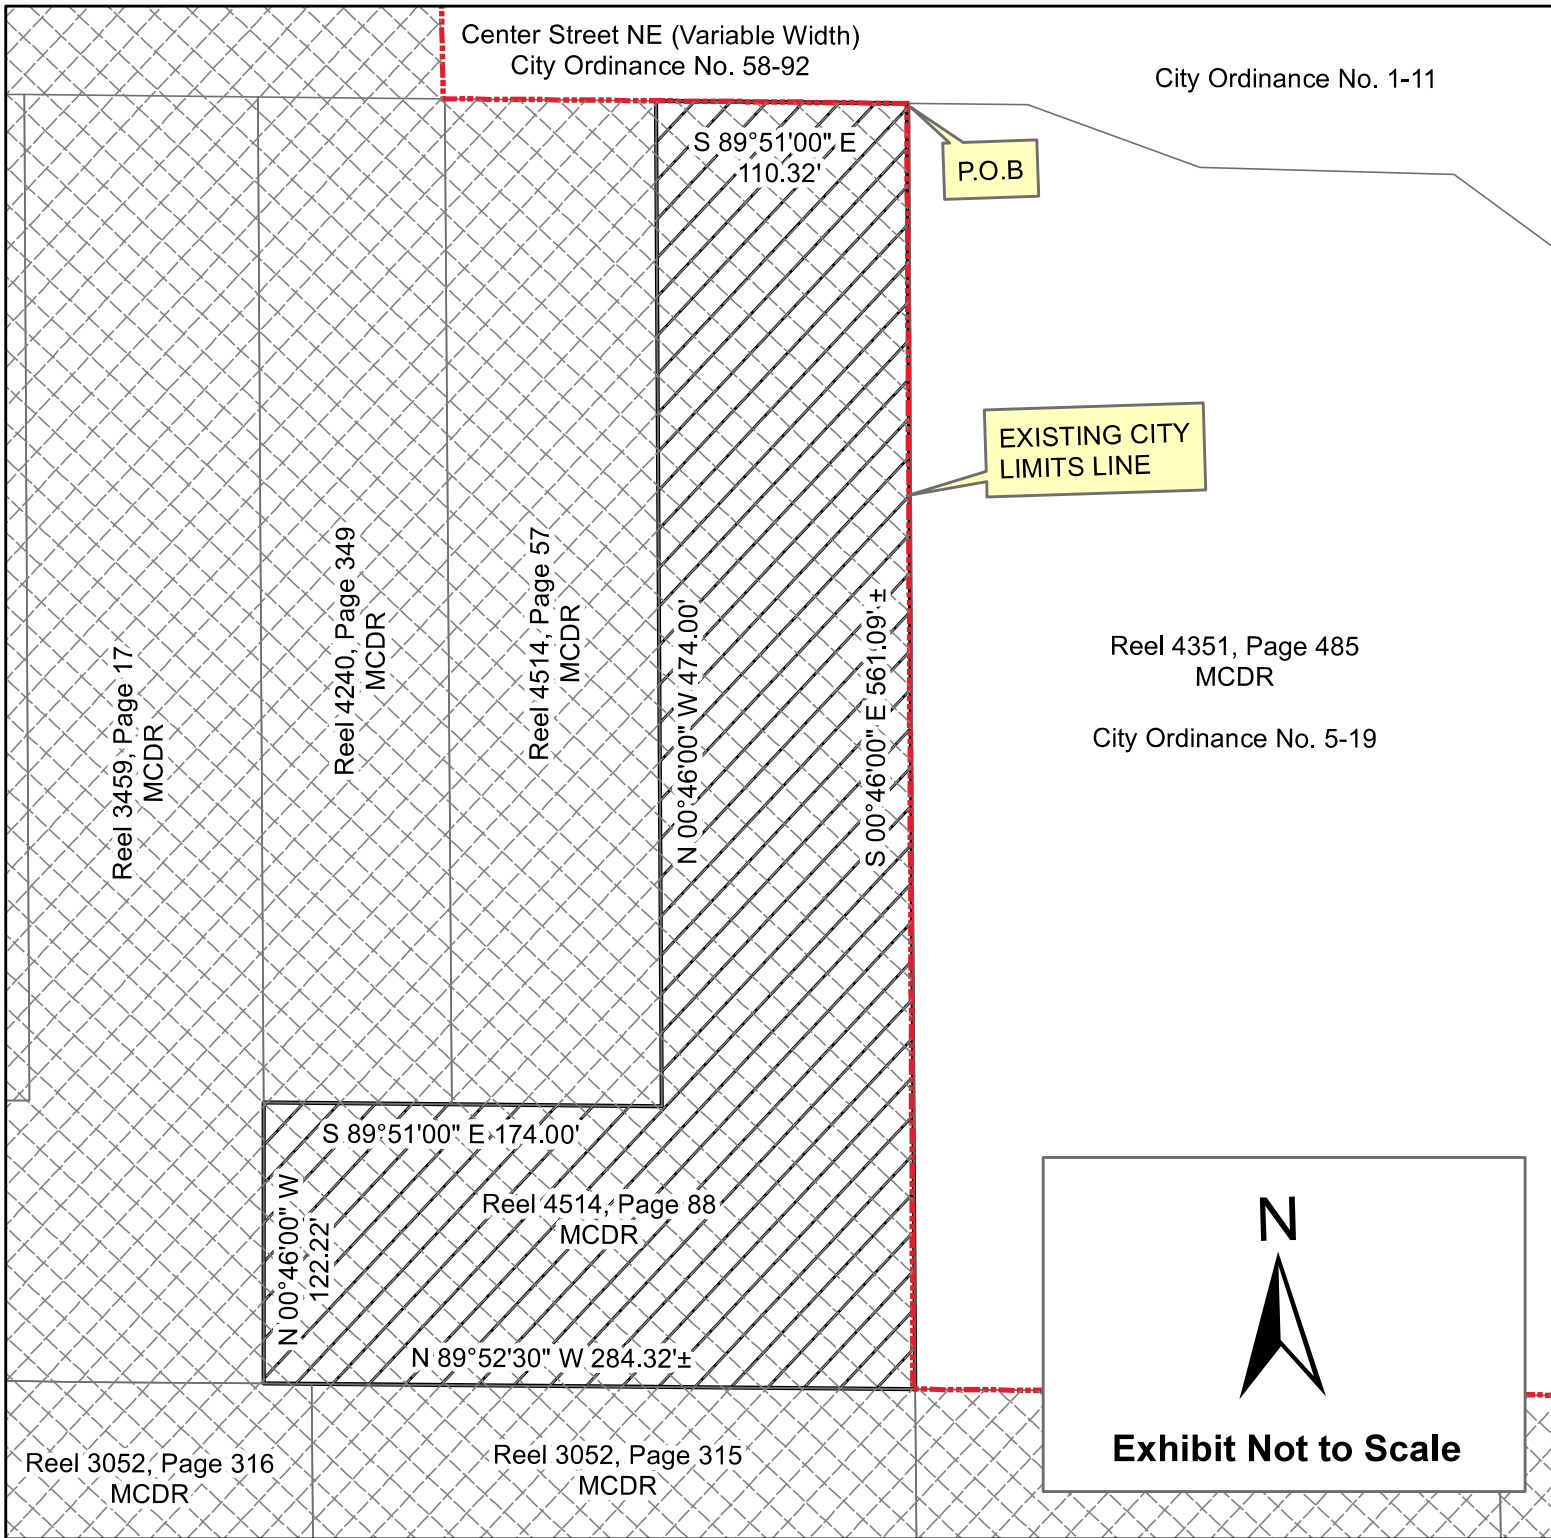 Center Street NE (Variable Width)
City Ordinance No. 58-92
City Ordinance No. 1-11
S 89°51'00" E
110.32'
P.O.B
EXISTING CITY
LIMITS LINE
Reel 3459, Page 17
MCDR
Reel 4240, Page 349
MCDR
Reel 4514, Page 57
MCDR
N 00°46'00" W 474.00'
S 00°46'00" E 561.09' ±
Reel 4351, Page 485
MCDR
City Ordinance No. 5-19
S 89°51'00" E 174.00'
N 00°46'00" W
122.22'
Reel 4514, Page 88
MCDR
N 89°52'30" W 284.32'±
N
Exhibit Not to Scale
Reel 3052, Page 316
MCDR
Reel 3052, Page 315
MCDR